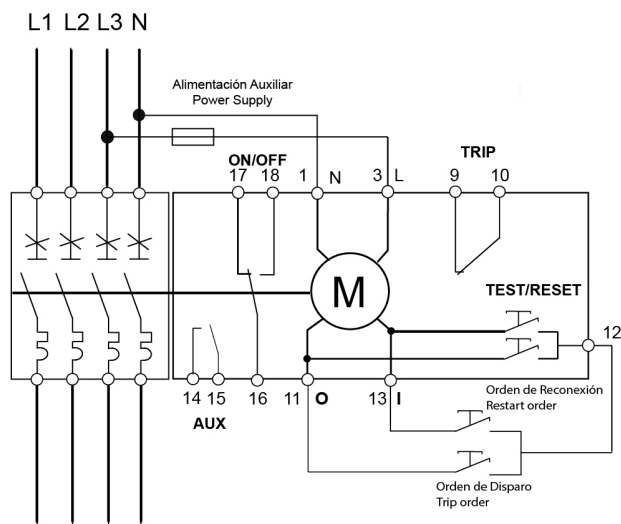 L1 L2 L3 N
Alimentación Auxiliar
Power Supply
ON/OFF
TRIP
17 18 1 N 3 L 9 10
M
TEST/RESET
12
14 15 16 11 O 13 I
AUX
Orden de Reconexión
Restart order
Orden de Disparo
Trip order